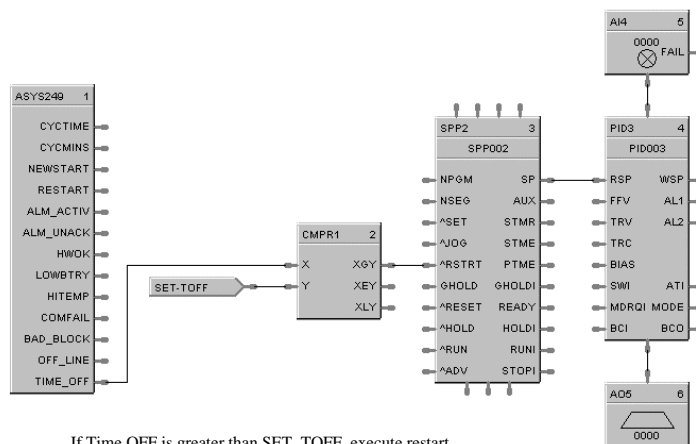 ASYS249 1
CYCTIME
CYCMINS
NEWSTART
RESTART
ALM_ACTIV
ALM_UNACK
HWOK
LOWBTRY
HITEMP
COMFAIL
BAD_BLOCK
OFF_LINE
TIME_OFF
SET-TOFF
CMPR1 2
X XGY
Y XEY
XLY
SPP2 3
SPP002
NPGM SP
NSEG AUX
^SET STMR
^JOG STME
^RSTRT PTME
GHOLD GHOLDI
^RESET READY
^HOLD HOLDI
^RUN RUNI
^ADV STOPI
AI4 5
0000
FAIL
PID3 4
PID003
RSP WSP
FFV AL1
TRV AL2
TRC
BIAS
SWI ATI
MDRQI MODE
BCI BCO
AO5 6
0000
If Time OFF is greater than SET_TOFF, execute restart